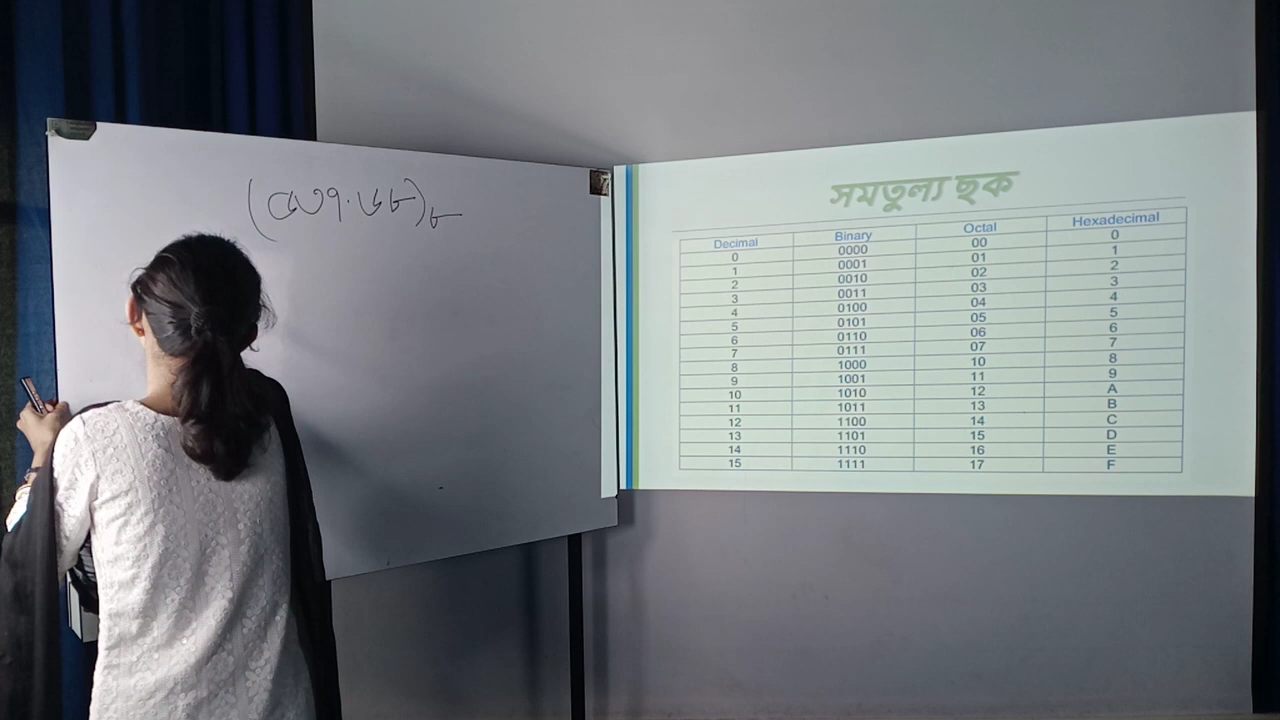 সমতুল্য ছক
Decimal Binary Octal Hexadecimal
0 0000 00 0
1 0001 01 1
2 0010 02 2
3 0011 03 3
4 0100 04 4
5 0101 05 5
6 0110 06 6
7 0111 07 7
8 1000 10 8
9 1001 11 9
10 1010 12 A
11 1011 13 B
12 1100 14 C
13 1101 15 D
14 1110 16 E
15 1111 17 F